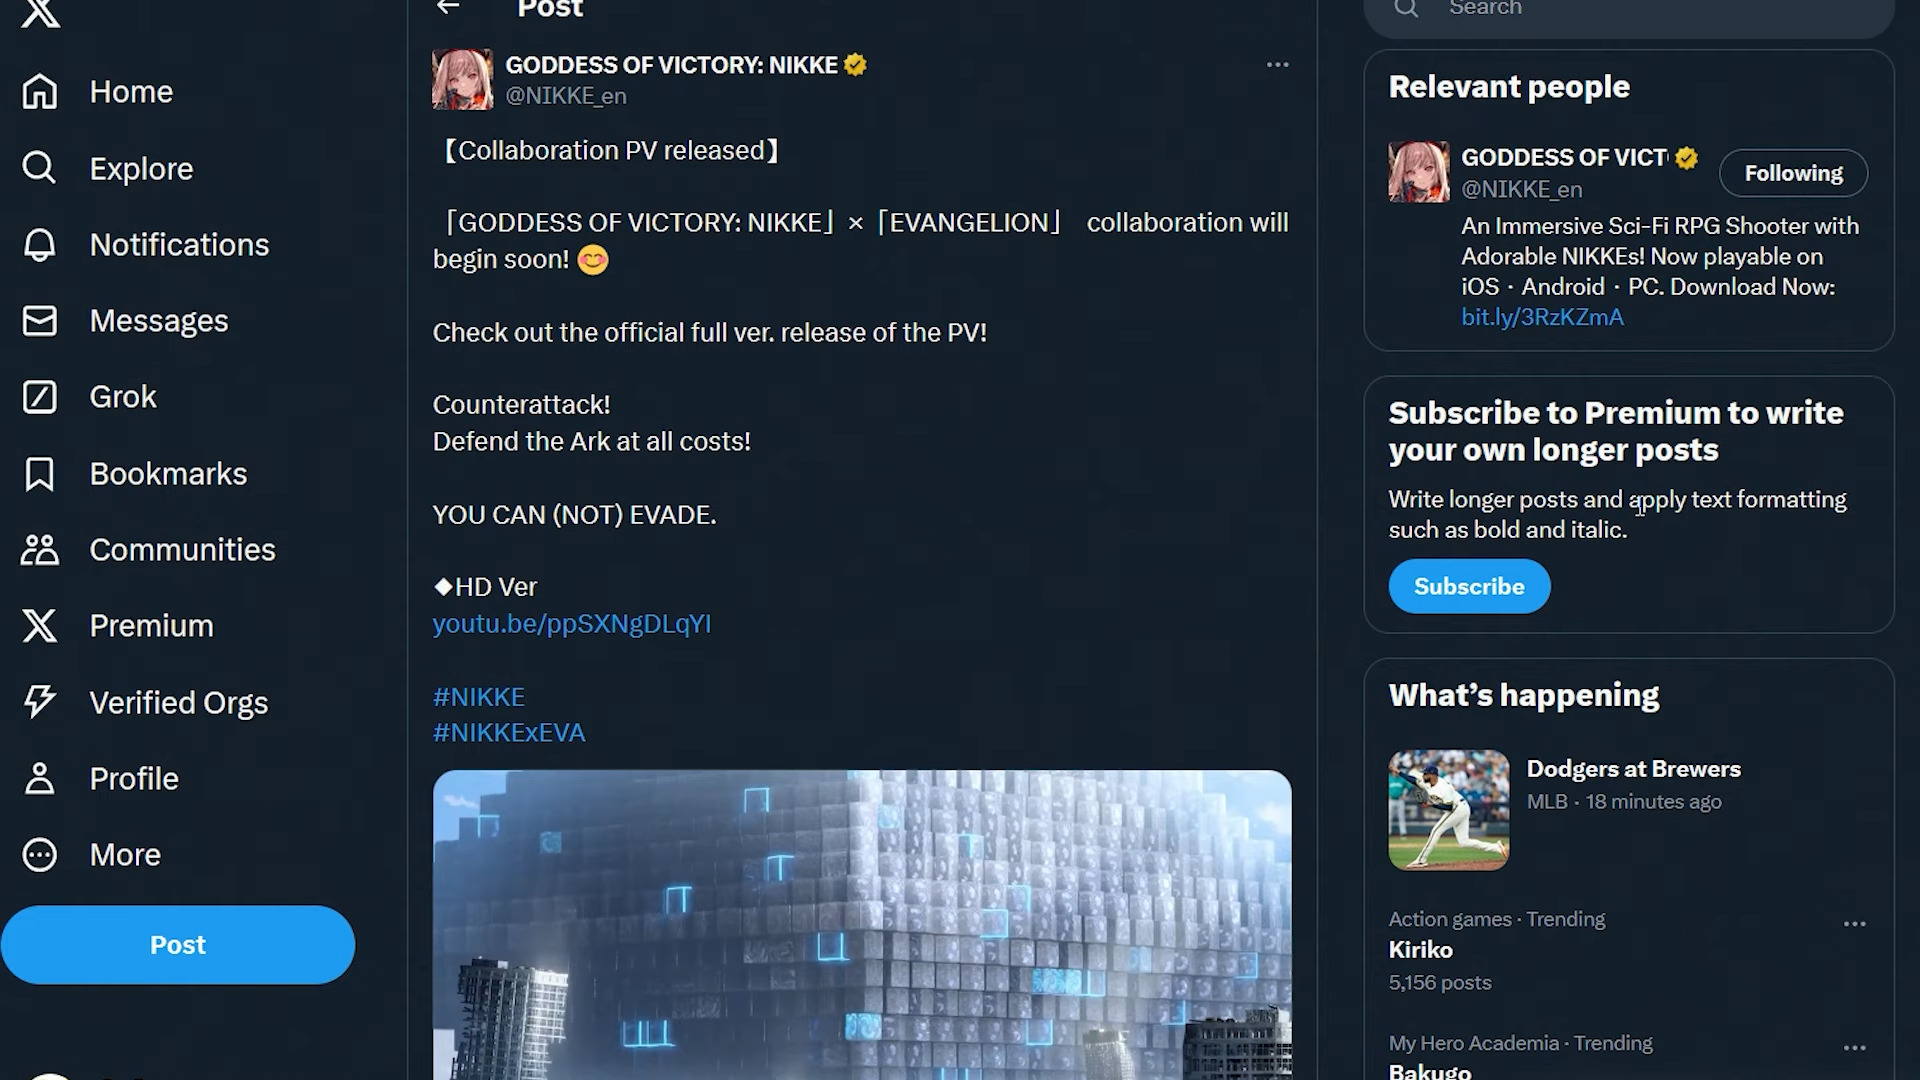 Home
Explore
Notifications
Messages
Grok
Bookmarks
Communities
Premium
Verified Orgs
Profile
More
Post
Post
GODDESS OF VICTORY: NIKKE
@NIKKE_en
【Collaboration PV released】
「GODDESS OF VICTORY: NIKKE」×「EVANGELION」 collaboration will
begin soon! 😊
Check out the official full ver. release of the PV!
Counterattack!
Defend the Ark at all costs!
YOU CAN (NOT) EVADE.
◆HD Ver
youtu.be/ppSXNgDLqYI
#NIKKE
#NIKKExEVA
Search
Relevant people
GODDESS OF VICT
@NIKKE_en
Following
An Immersive Sci-Fi RPG Shooter with
Adorable NIKKEs! Now playable on
iOS · Android · PC. Download Now:
bit.ly/3RzKZmA
Subscribe to Premium to write
your own longer posts
Write longer posts and apply text formatting
such as bold and italic.
Subscribe
What's happening
Dodgers at Brewers
MLB · 18 minutes ago
Action games · Trending
Kiriko
5,156 posts
My Hero Academia · Trending
Bakugo